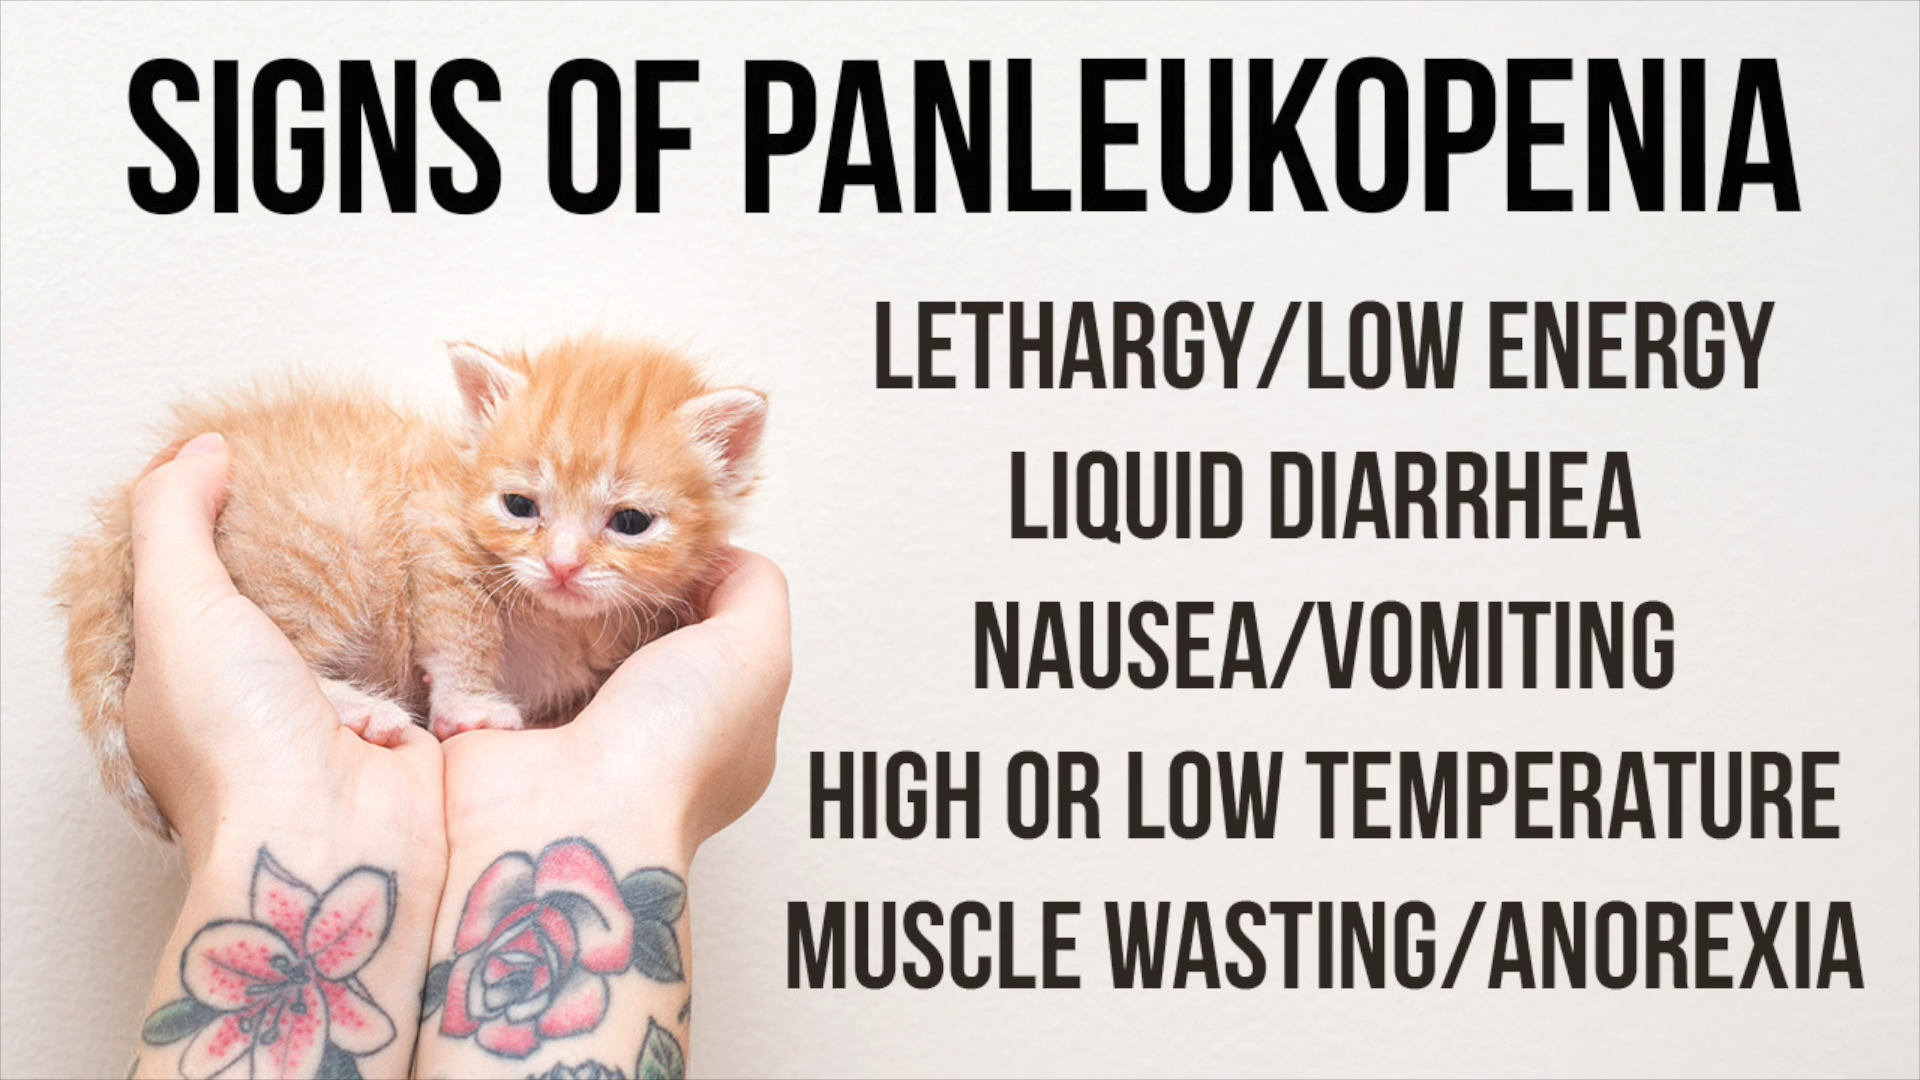 SIGNS OF PANLEUKOPENIA
LETHARGY/LOW ENERGY
LIQUID DIARRHEA
NAUSEA/VOMITING
HIGH OR LOW TEMPERATURE
MUSCLE WASTING/ANOREXIA